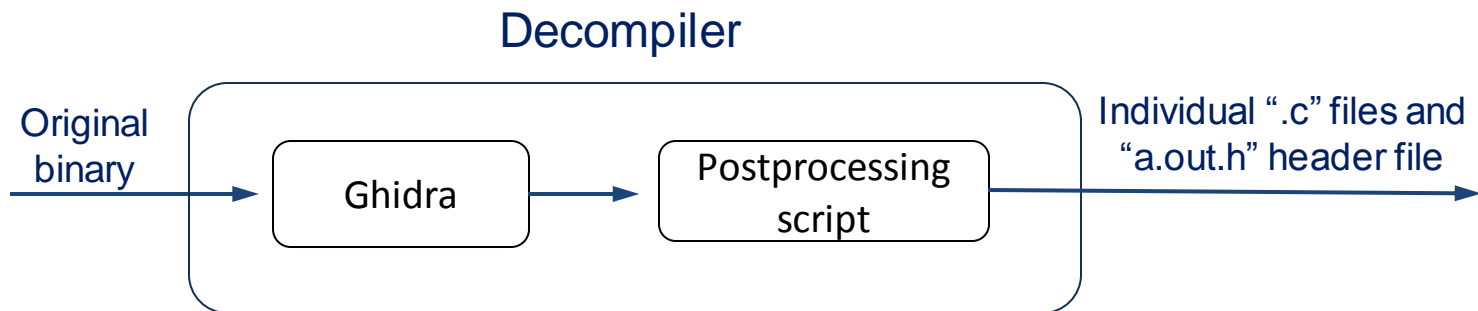 Decompiler
Original
binary
Ghidra
Postprocessing
script
Individual “.c” files and
“a.out.h” header file